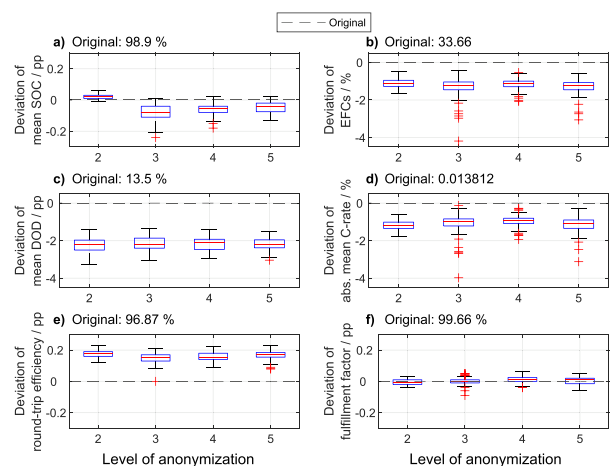 Original
a) Original: 98.9 %
Deviation of
mean SOC / pp
0.2
0
-0.2
2 3 4 5
b) Original: 33.66
Deviation of
EFCs / %
0
-2
-4
2 3 4 5
c) Original: 13.5 %
Deviation of
mean DOD / pp
0
-2
-4
2 3 4 5
d) Original: 0.013812
Deviation of
abs. mean C-rate / %
0
-2
-4
2 3 4 5
e) Original: 96.87 %
Deviation of
round-trip efficiency / pp
0.2
0
-0.2
2 3 4 5
Level of anonymization
f) Original: 99.66 %
Deviation of
fulfillment factor / pp
0.2
0
-0.2
2 3 4 5
Level of anonymization